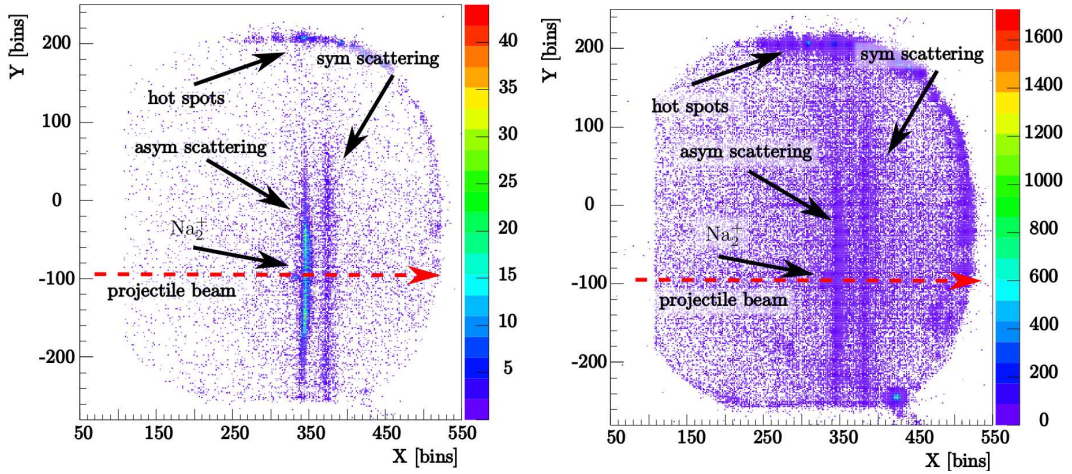 Y [bins]
200
100
0
-100
-200
50
150
250
350
450
550
X [bins]
hot spots
sym scattering
asym scattering
Na₂⁺
projectile beam
40
35
30
25
20
15
10
5
Y [bins]
200
100
0
-100
-200
50
150
250
350
450
550
X [bins]
sym scattering
hot spots
asym scattering
Na₂⁺
projectile beam
1600
1400
1200
1000
800
600
400
200
0